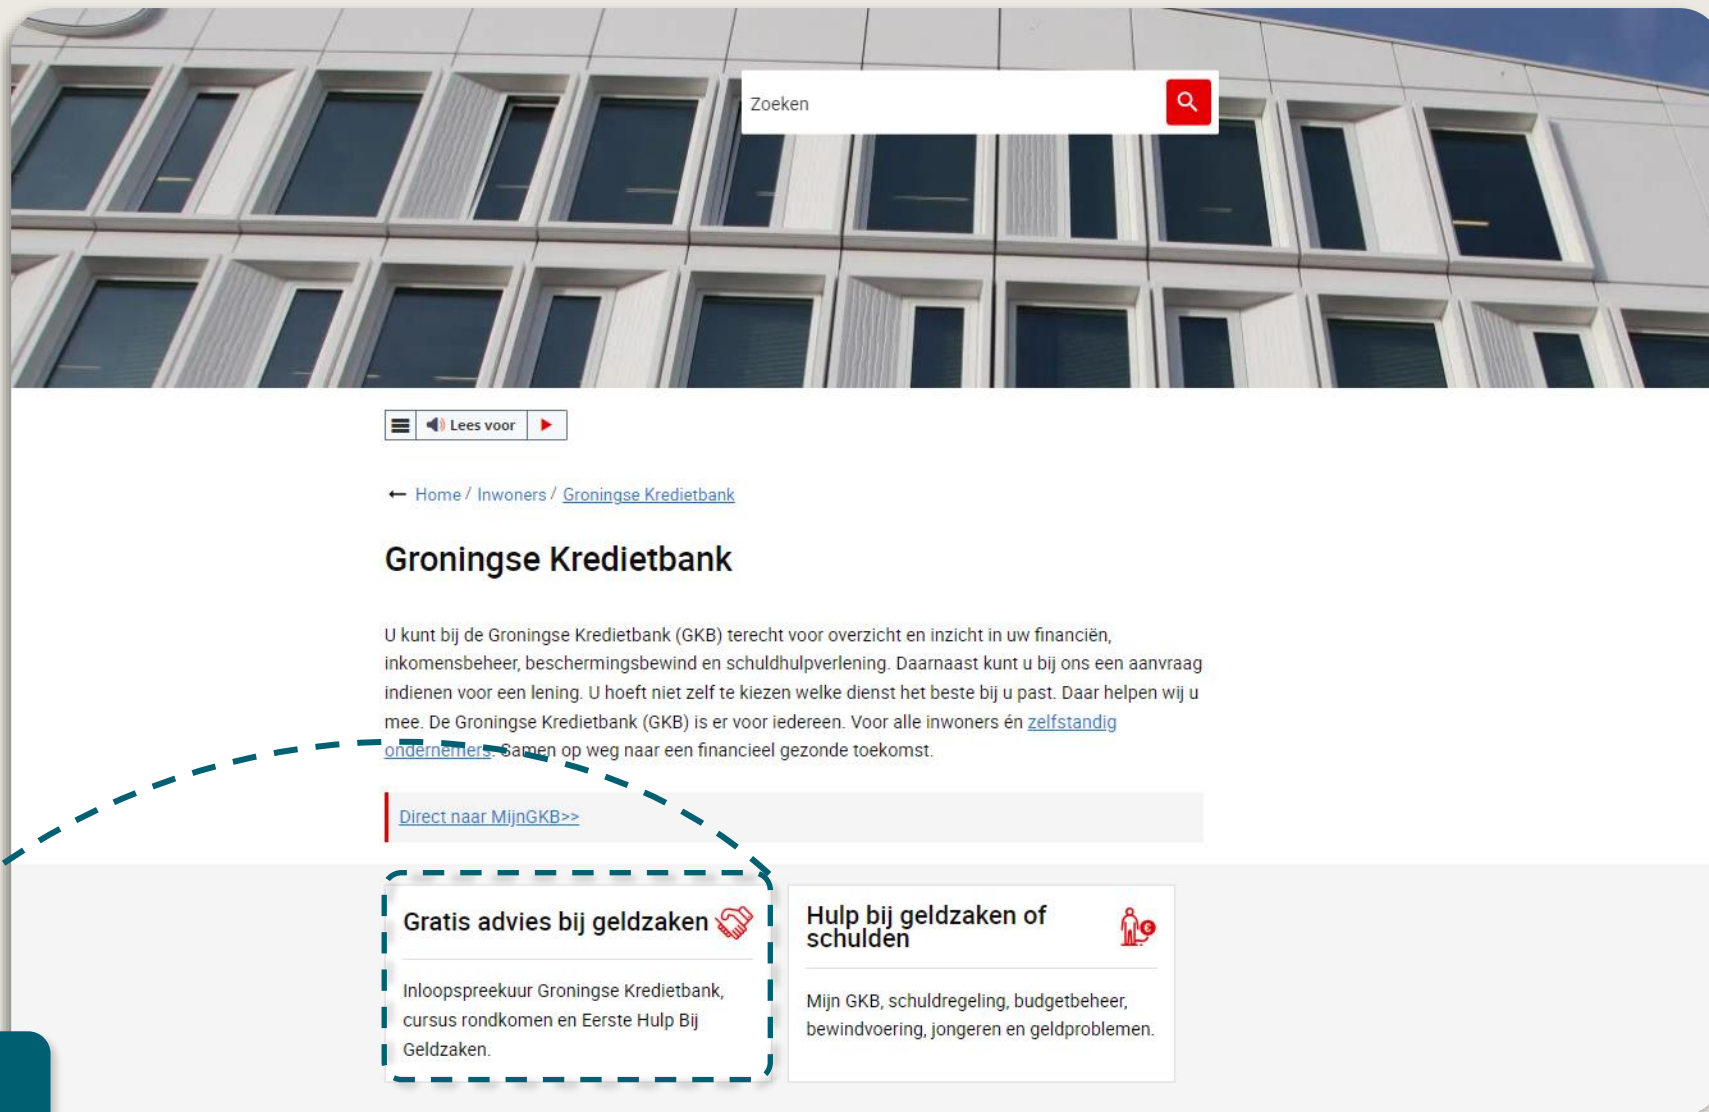 Zoeken
Lees voor
← Home / Inwoners / Groningse Kredietbank
Groningse Kredietbank
U kunt bij de Groningse Kredietbank (GKB) terecht voor overzicht en inzicht in uw financiën,
inkomensbeheer, beschermingsbewind en schuldhulpverlening. Daarnaast kunt u bij ons een aanvraag
indienen voor een lening. U hoeft niet zelf te kiezen welke dienst het beste bij u past. Daar helpen wij u
mee. De Groningse Kredietbank (GKB) is er voor iedereen. Voor alle inwoners én zelfstandig
ondernemers. Samen op weg naar een financieel gezonde toekomst.
Direct naar MijnGKB>>
Gratis advies bij geldzaken
Inloopspreekuur Groningse Kredietbank,
cursus rondkomen en Eerste Hulp Bij
Geldzaken.
Hulp bij geldzaken of
schulden
Mijn GKB, schuldregeling, budgetbeheer,
bewindvoering, jongeren en geldproblemen.